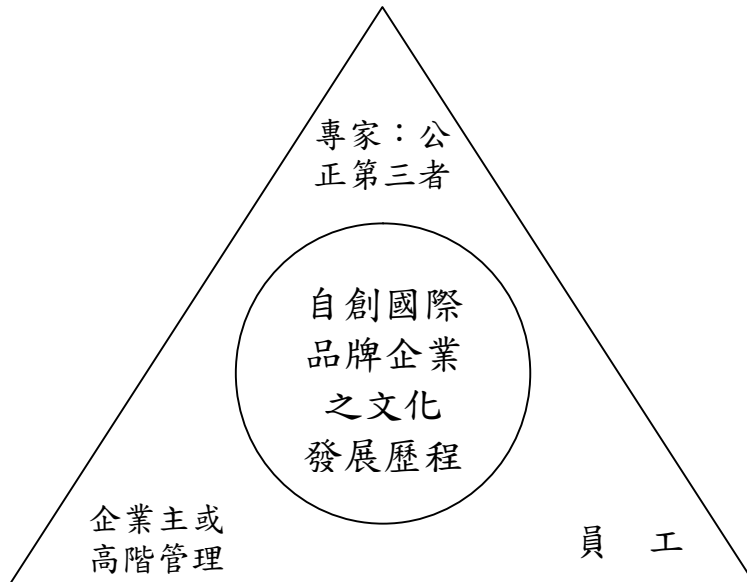 專家：公
正第三者
自創國際
品牌企業
之文化
發展歷程
企業主或
高階管理
員　工